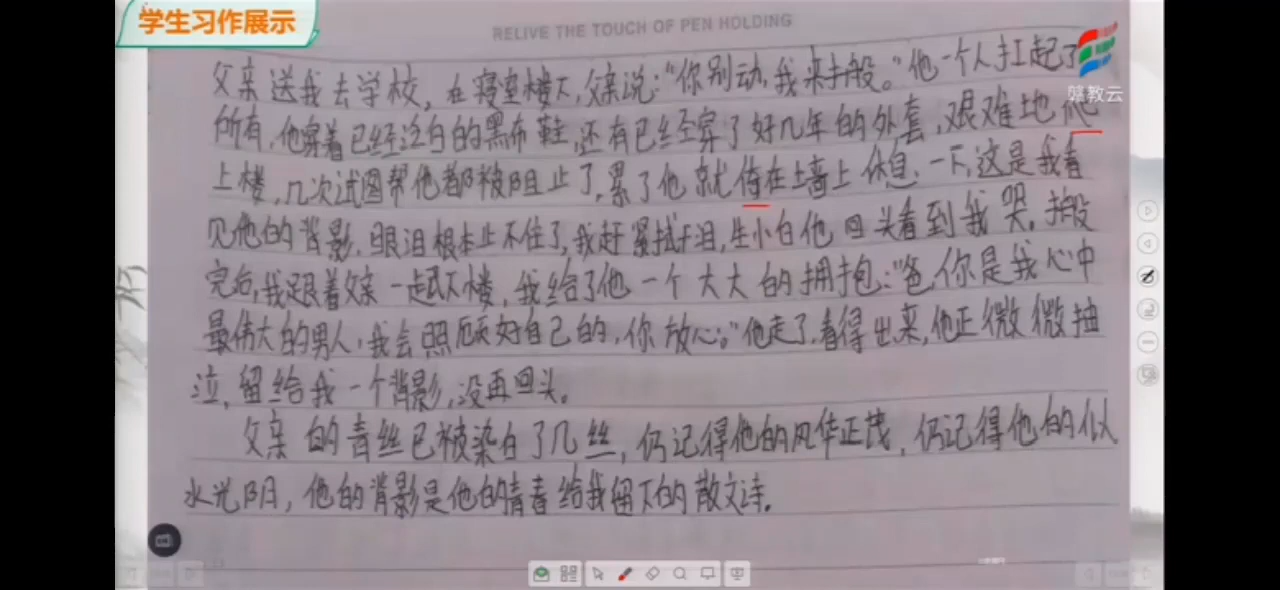 学生习作展示
RELIVE THE TOUCH OF PEN HOLDING
赣教云
父亲送我去学校，在寝室楼下，父亲说：“你别动，我来搬。”他一个人扛起了
所有，他穿着已经泛白的黑布鞋，还有已经穿了好几年的外套，艰难地爬
上楼，几次试图帮他都被阻止了，累了他就倚在墙上休息一下，这是我看
见他的背影，眼泪根本止不住了，我赶紧拭干泪，生怕他回头看到我哭。搬
完后，我跟着父亲一起下楼，我给了他一个大大的拥抱：“爸，你是我心中
最伟大的男人，我会照顾好自己的，你放心。”他走了，看得出来，他正微微抽
泣，留给我一个背影，没再回头。
父亲的青丝已被染白了几丝，仍记得他的风华正茂，仍记得他的似
水光阴，他的背影是他的青春给我留下的散文诗。